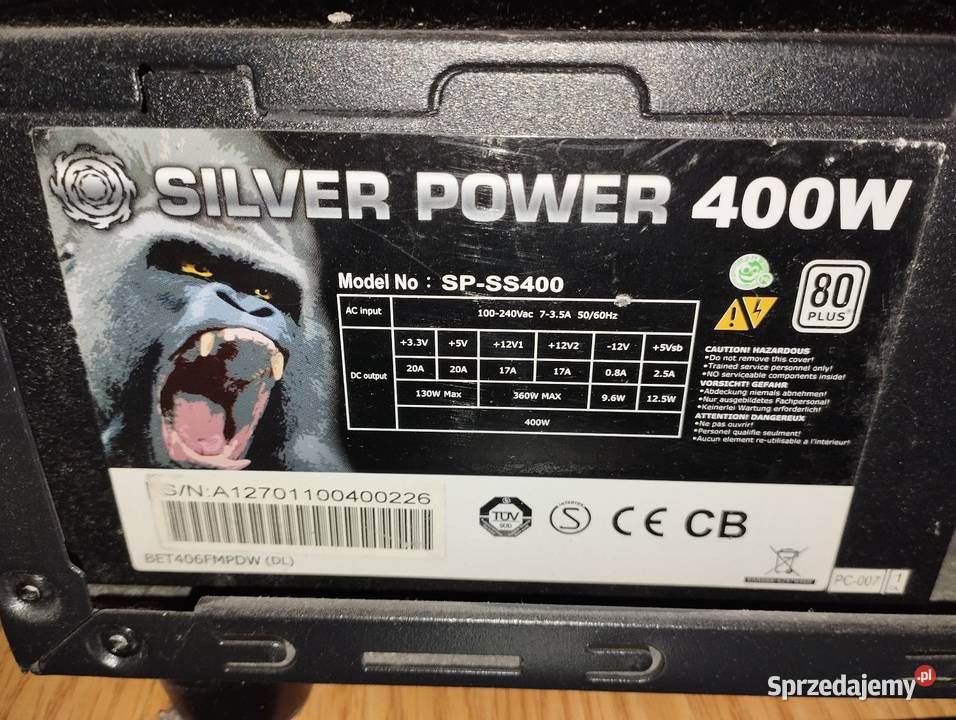 SILVER POWER 400W
Model No : SP-SS400
AC input 100-240Vac 7-3.5A 50/60Hz
DC output +3.3V +5V +12V1 +12V2 -12V +5Vsb
20A 20A 17A 17A 0.8A 2.5A
130W Max 360W MAX 9.6W 12.5W
400W
80
PLUS
CAUTION! HAZARDOUS
•Do not remove this cover!
•Trained service personnel only!
•NO serviceable components inside!
VORSICHT! GEFAHR
•Abdeckung niemals abnehmen!
•Nur ausgebildetes Fachpersonal!
•Keinerlei Wartung erforderlich!
ATTENTION! DANGEREUX
•Ne pas ouvrir!
•Personel qualifie seulment!
•Aucun element re-utilisable a l'interieur!
S/N:A12701100400226
BET406FMPDW (DL)
TÜV
SÜD
INTERTEK
S
CE CB
PC-007 1
Sprzedajemy.pl